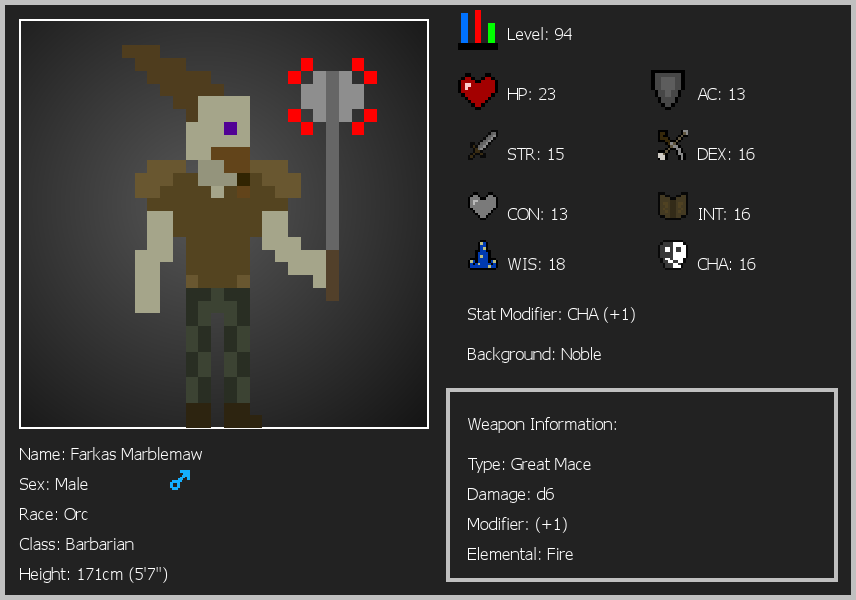 Level: 94
HP: 23
AC: 13
STR: 15
DEX: 16
CON: 13
INT: 16
WIS: 18
CHA: 16
Stat Modifier: CHA (+1)
Background: Noble
Weapon Information:
Type: Great Mace
Damage: d6
Modifier: (+1)
Elemental: Fire
Name: Farkas Marblemaw
Sex: Male
Race: Orc
Class: Barbarian
Height: 171cm (5'7")